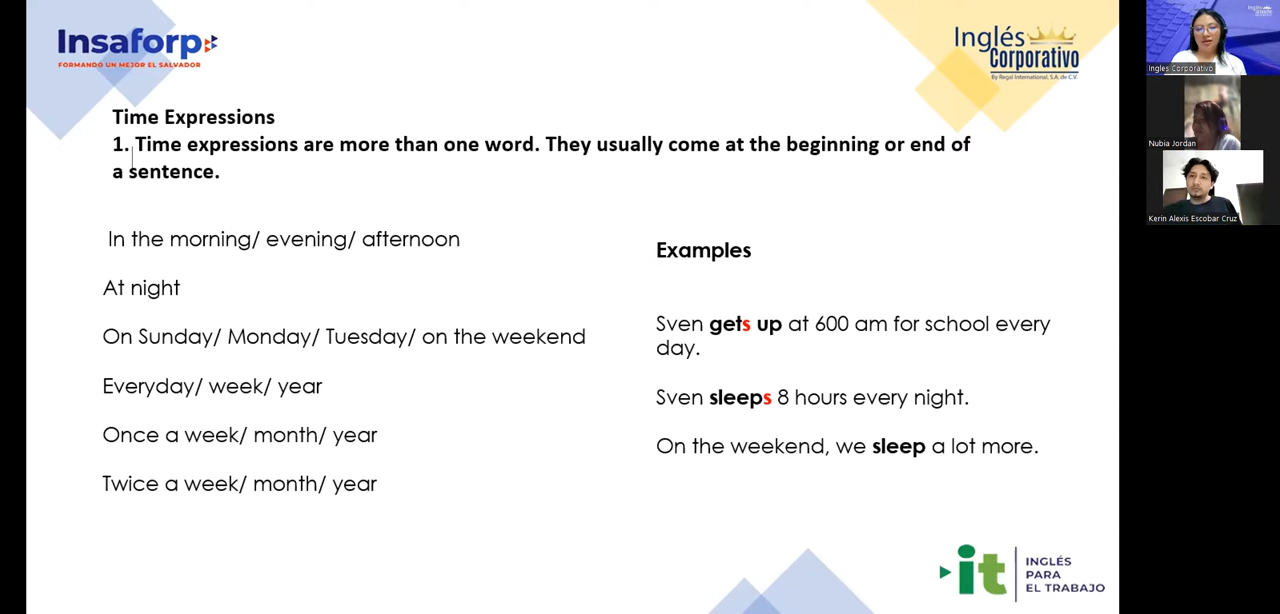 Insaforp
FORMANDO UN MEJOR EL SALVADOR
Inglés
Corporativo
By Regal International, S.A. de C.V.
Time Expressions
1. Time expressions are more than one word. They usually come at the beginning or end of
a sentence.
In the morning/ evening/ afternoon
At night
On Sunday/ Monday/ Tuesday/ on the weekend
Everyday/ week/ year
Once a week/ month/ year
Twice a week/ month/ year
Examples
Sven gets up at 600 am for school every
day.
Sven sleeps 8 hours every night.
On the weekend, we sleep a lot more.
it
INGLÉS
PARA
EL TRABAJO
Ingles Corporativo
Nubia Jordan
Kerin Alexis Escobar Cruz